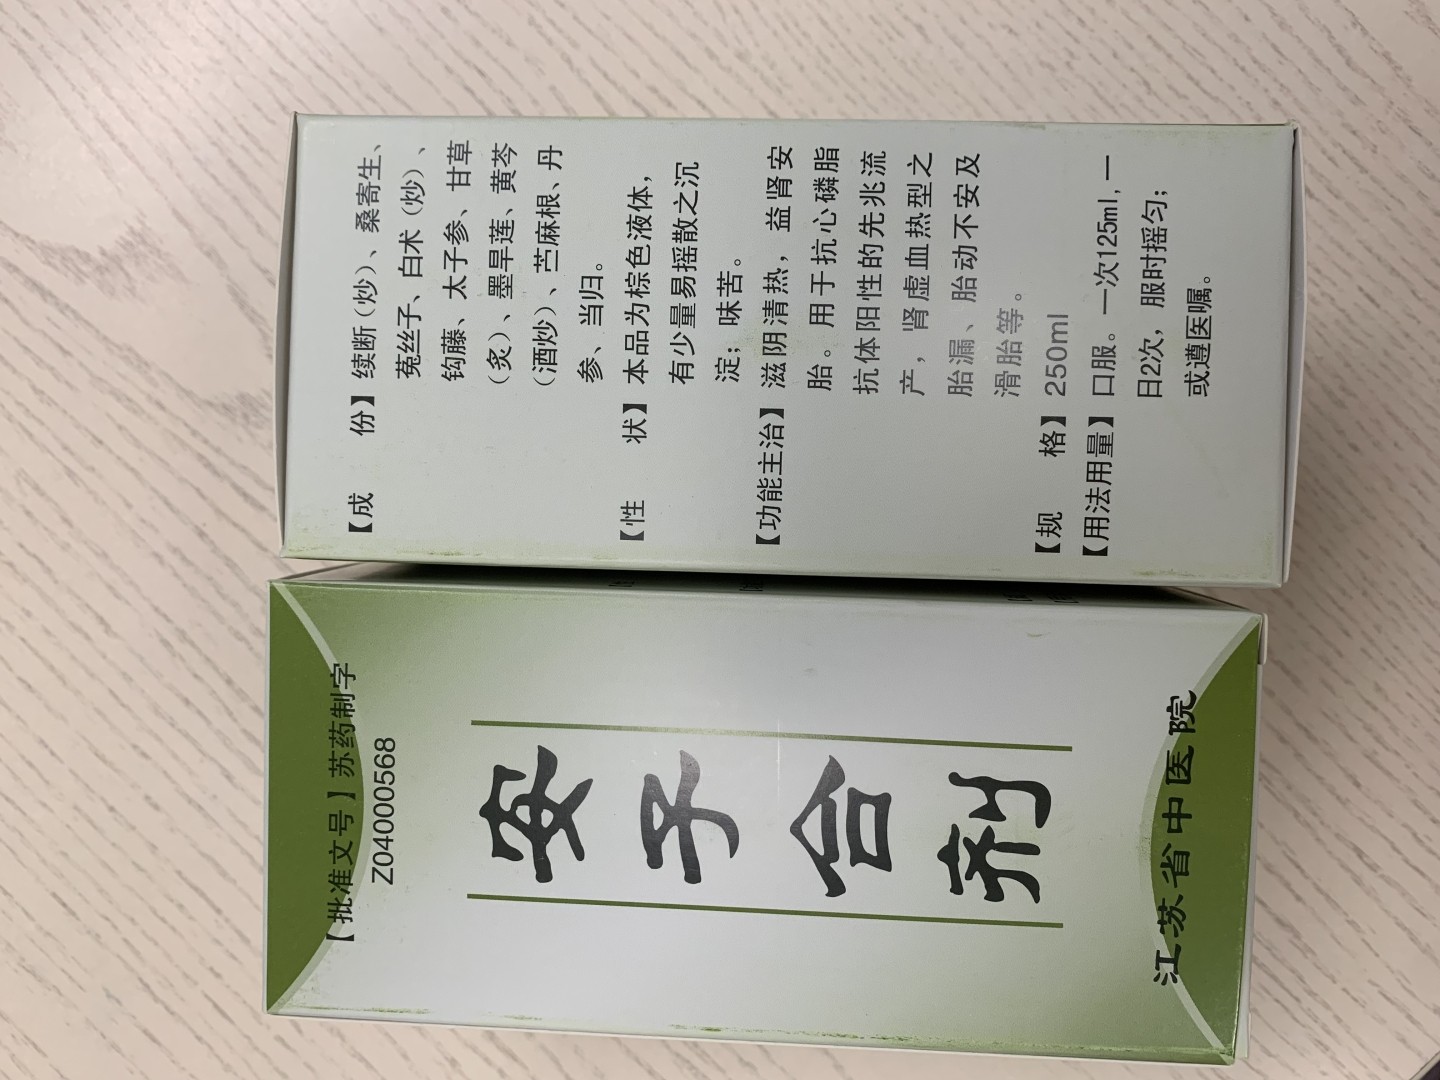 【成　　份】续断(炒)、桑寄生、
菟丝子、白术(炒)、
钩藤、太子参、甘草
(炙)、墨旱莲、黄芩
(酒炒)、苎麻根、丹
参、当归。
【性　　状】本品为棕色液体，
有少量易摇散之沉
淀；味苦。
【功能主治】滋阴清热，益肾安
胎。用于抗心磷脂
抗体阳性的先兆流
产，肾虚血热型之
胎漏、胎动不安及
滑胎等。
【规　　格】250ml
【用法用量】口服。一次125ml,一
日2次，服时摇匀；
或遵医嘱。
【批准文号】苏药制字
Z04000568
安子合剂
江苏省中医院